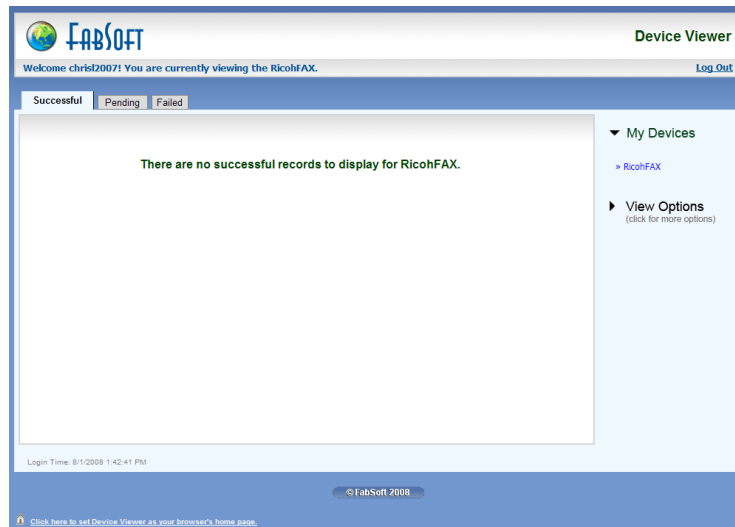 FabSoft
Device Viewer
Welcome chrisl2007! You are currently viewing the RicohFAX.
Log Out
Successful
Pending
Failed
There are no successful records to display for RicohFAX.
My Devices
» RicohFAX
View Options
(click for more options)
Login Time: 8/1/2008 1:42:41 PM
© FabSoft 2008
Click here to set Device Viewer as your browser's home page.